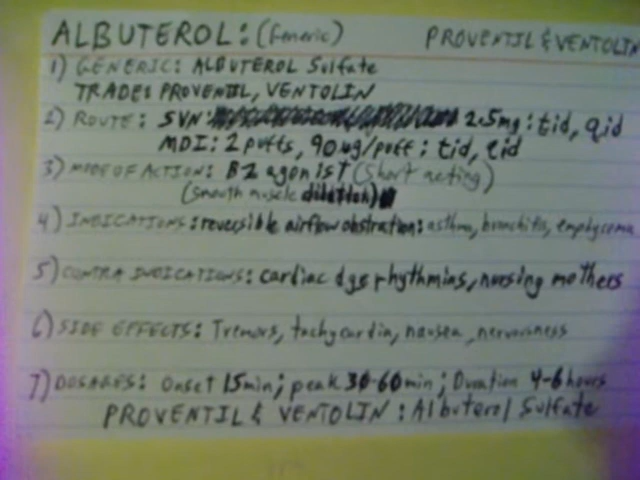 ALBUTEROL: (Generic) PROVENTIL & VENTOLIN
1) GENERIC: ALBUTEROL Sulfate
TRADE: PROVENTIL, VENTOLIN
2) ROUTE: SVN: 2.5mg: tid, qid
MDI: 2 puffs, 90ug/puff: tid, qid
3) MODE OF ACTION: B2 agonist (short acting)
(smooth muscle dilation)
4) INDICATIONS: reversible airflow obstration: asthma, bronchitis, emphysema
5) CONTRA INDICATIONS: cardiac dysrhythmias, nursing mothers
6) SIDE EFFECTS: Tremors, tachycardia, nausea, nervousness
7) DOSAGES: Onset 15min; peak 30-60min; Duration 4-6 hours
PROVENTIL & VENTOLIN: Albuterol Sulfate